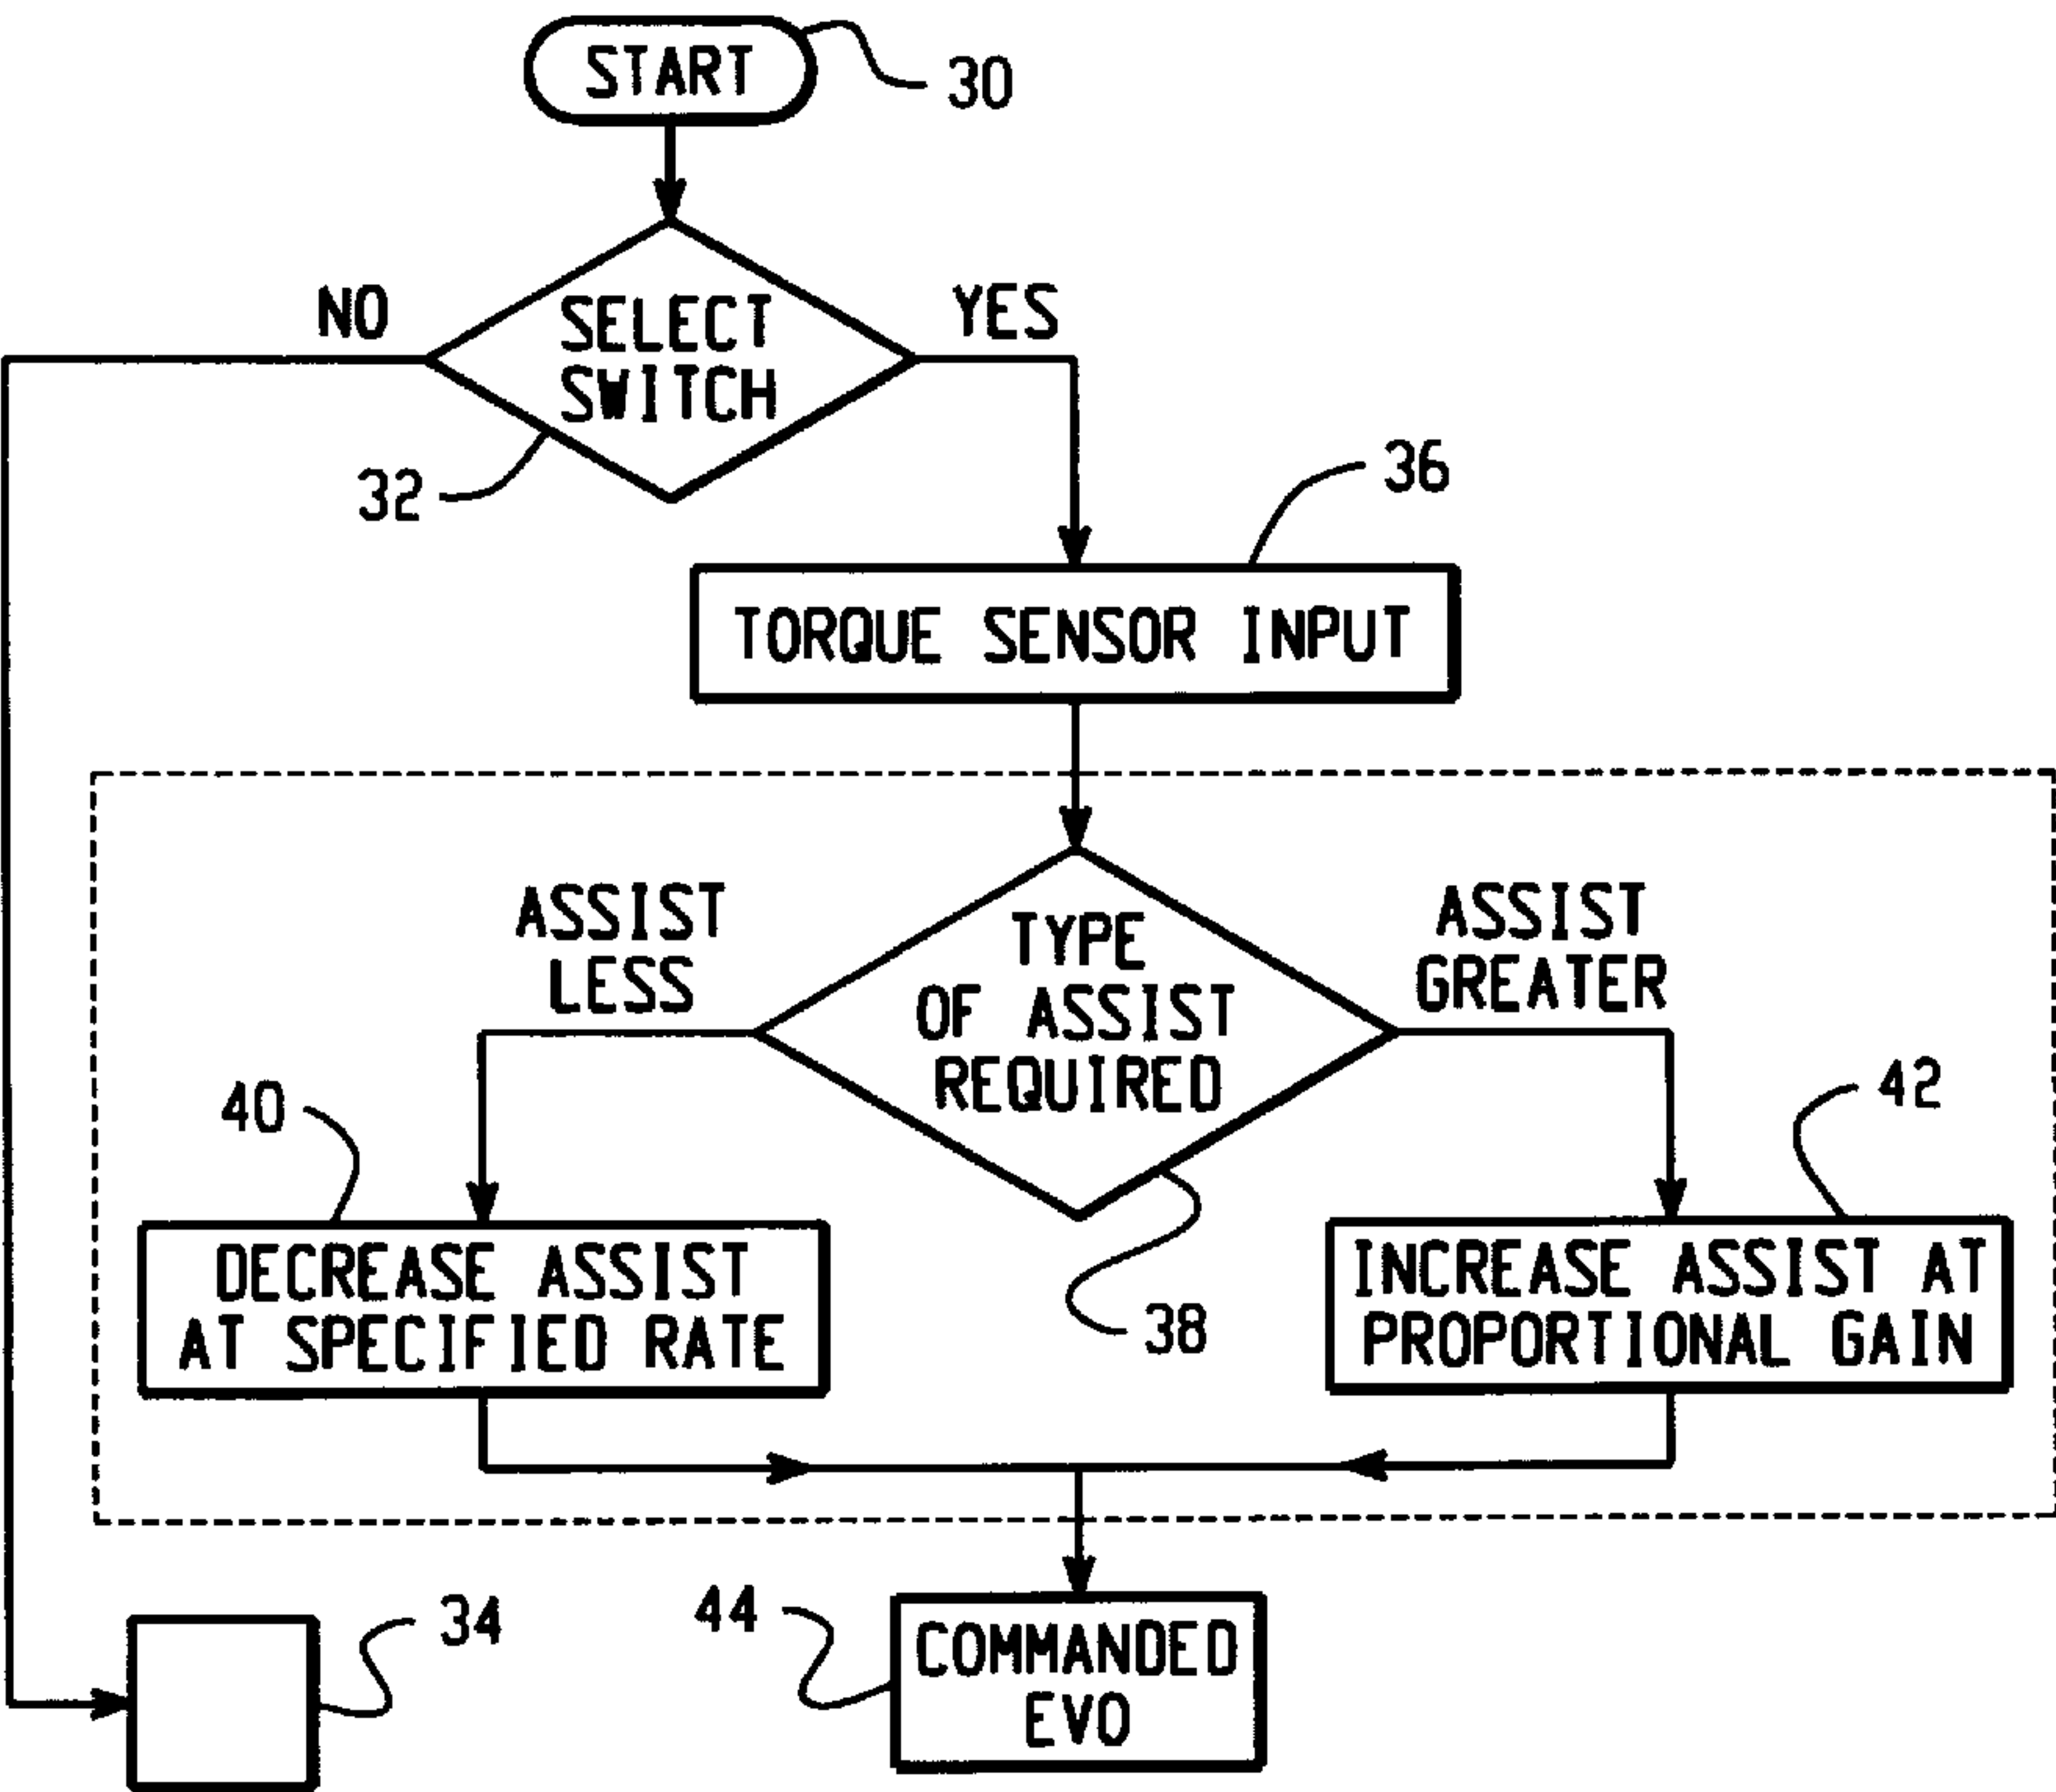 START
30
NO
SELECT
SWITCH
YES
32
36
TORQUE SENSOR INPUT
ASSIST
LESS
TYPE
OF ASSIST
REQUIRED
ASSIST
GREATER
40
42
DECREASE ASSIST
AT SPECIFIED RATE
38
INCREASE ASSIST AT
PROPORTIONAL GAIN
34
44
COMMANDED
EVO